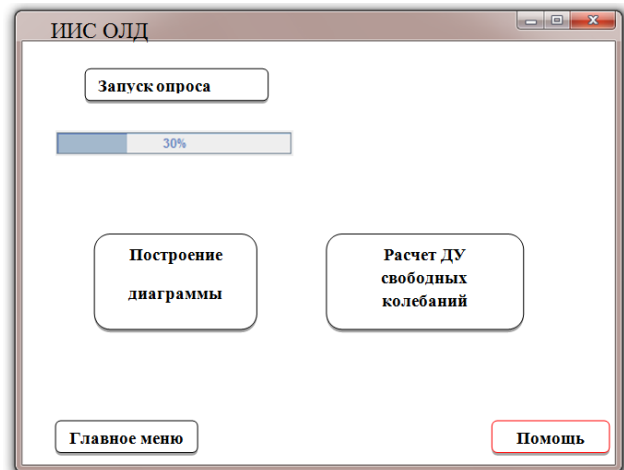 ИИС ОЛД
Запуск опроса
30%
Построение
диаграммы
Расчет ДУ
свободных
колебаний
Главное меню
Помощь